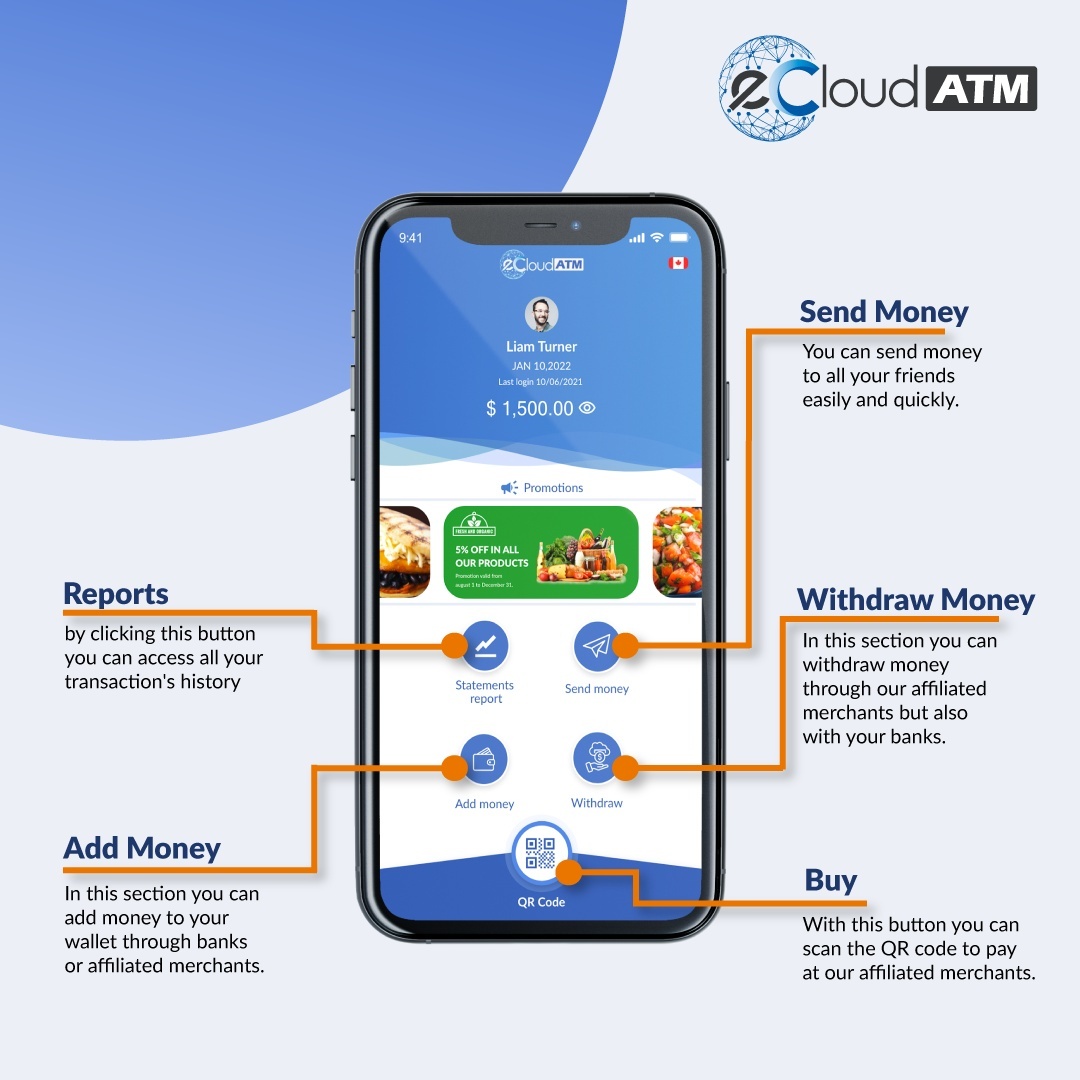 eCloud ATM
9:41
eCloud ATM
Liam Turner
JAN 10,2022
Last login 10/06/2021
$ 1,500.00
Promotions
FRESH AND ORGANIC
5% OFF IN ALL
OUR PRODUCTS
Promotion valid from
august 1 to December 31.
Statements
report
Send money
Add money
Withdraw
QR Code
Reports
by clicking this button
you can access all your
transaction's history
Add Money
In this section you can
add money to your
wallet through banks
or affiliated merchants.
Send Money
You can send money
to all your friends
easily and quickly.
Withdraw Money
In this section you can
withdraw money
through our affiliated
merchants but also
with your banks.
Buy
With this button you can
scan the QR code to pay
at our affiliated merchants.